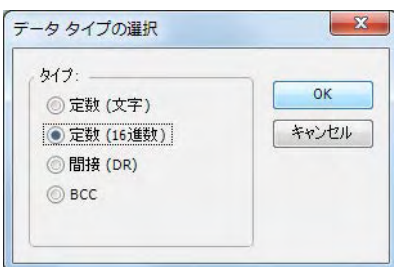 データ タイプの選択
タイプ:
定数 (文字)
定数 (16進数)
間接 (DR)
BCC
OK
キャンセル